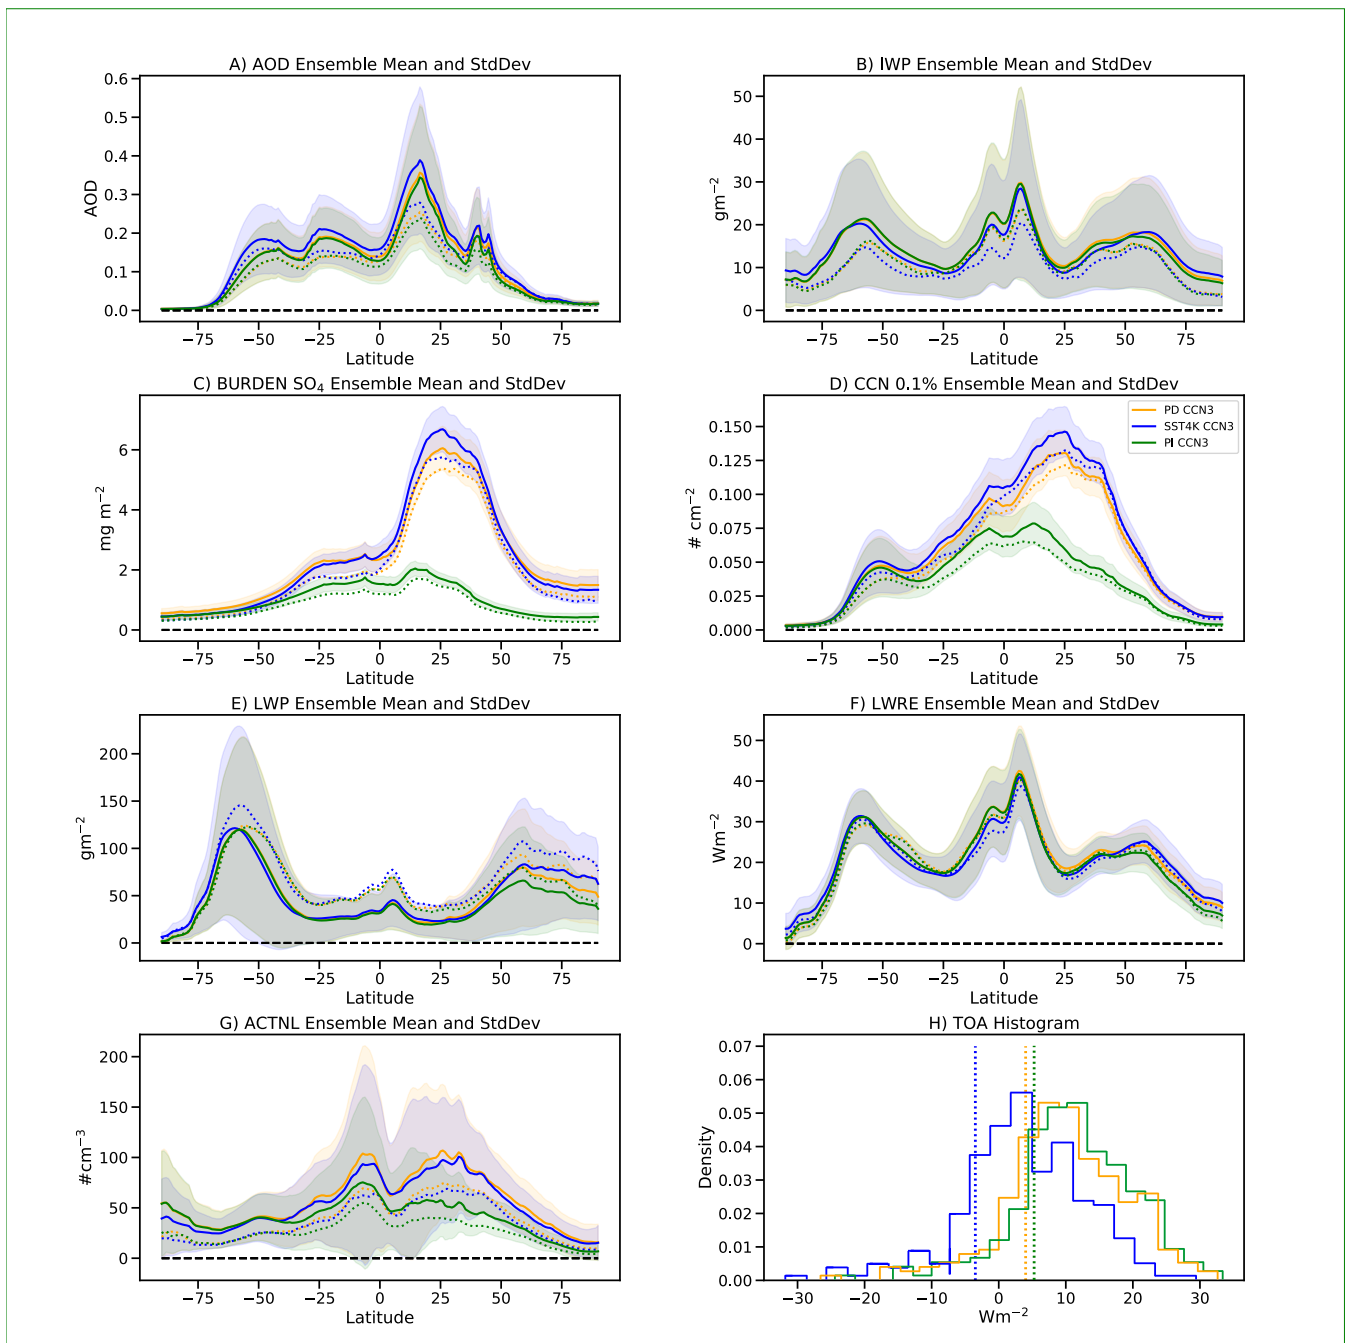 A) AOD Ensemble Mean and StdDev
0.6
0.5
0.4
0.3
0.2
0.1
0.0
AOD
−75 −50 −25 0 25 50 75
Latitude
B) IWP Ensemble Mean and StdDev
50
40
30
20
10
0
gm⁻²
−75 −50 −25 0 25 50 75
Latitude
C) BURDEN SO₄ Ensemble Mean and StdDev
6
4
2
0
mg m⁻²
−75 −50 −25 0 25 50 75
Latitude
D) CCN 0.1% Ensemble Mean and StdDev
0.150
0.125
0.100
0.075
0.050
0.025
0.000
# cm⁻²
PD CCN3
SST4K CCN3
PI CCN3
−75 −50 −25 0 25 50 75
Latitude
E) LWP Ensemble Mean and StdDev
200
150
100
50
0
gm⁻²
−75 −50 −25 0 25 50 75
Latitude
F) LWRE Ensemble Mean and StdDev
50
40
30
20
10
0
Wm⁻²
−75 −50 −25 0 25 50 75
Latitude
G) ACTNL Ensemble Mean and StdDev
200
150
100
50
0
#cm⁻³
−75 −50 −25 0 25 50 75
Latitude
H) TOA Histogram
0.07
0.06
0.05
0.04
0.03
0.02
0.01
0.00
Density
−30 −20 −10 0 10 20 30
Wm⁻²